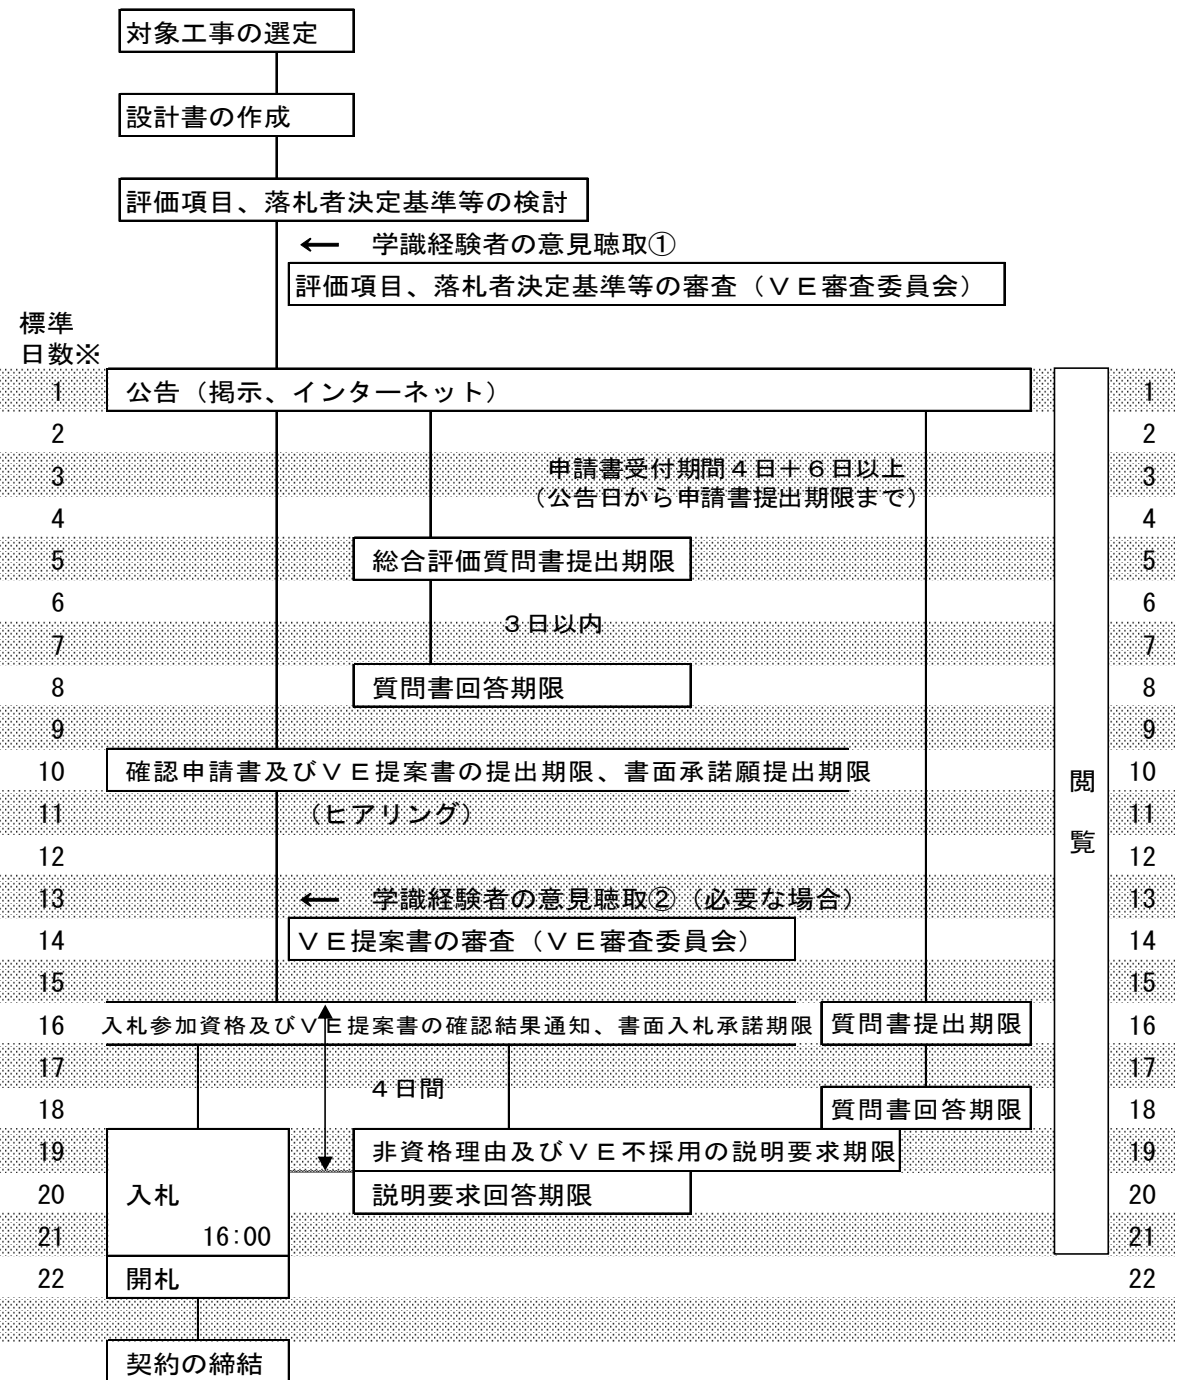 対象工事の選定
設計書の作成
評価項目、落札者決定基準等の検討
← 学識経験者の意見聴取①
評価項目、落札者決定基準等の審査（ＶＥ審査委員会）
標準
日数※
1 公告（掲示、インターネット） 1
2 2
3 申請書受付期間４日＋６日以上 3
（公告日から申請書提出期限まで）
4 4
5 総合評価質問書提出期限 5
6 6
３日以内
7 7
8 質問書回答期限 8
9 9
10 確認申請書及びＶＥ提案書の提出期限、書面承諾願提出期限 10
閲
覧
11 （ヒアリング） 11
12 12
13 ← 学識経験者の意見聴取②（必要な場合） 13
14 ＶＥ提案書の審査（ＶＥ審査委員会） 14
15 15
16 入札参加資格及びＶＥ提案書の確認結果通知、書面入札承諾期限 質問書提出期限 16
17 17
４日間
18 質問書回答期限 18
19 非資格理由及びＶＥ不採用の説明要求期限 19
20 入札 説明要求回答期限 20
21 16:00 21
22 開札 22
契約の締結